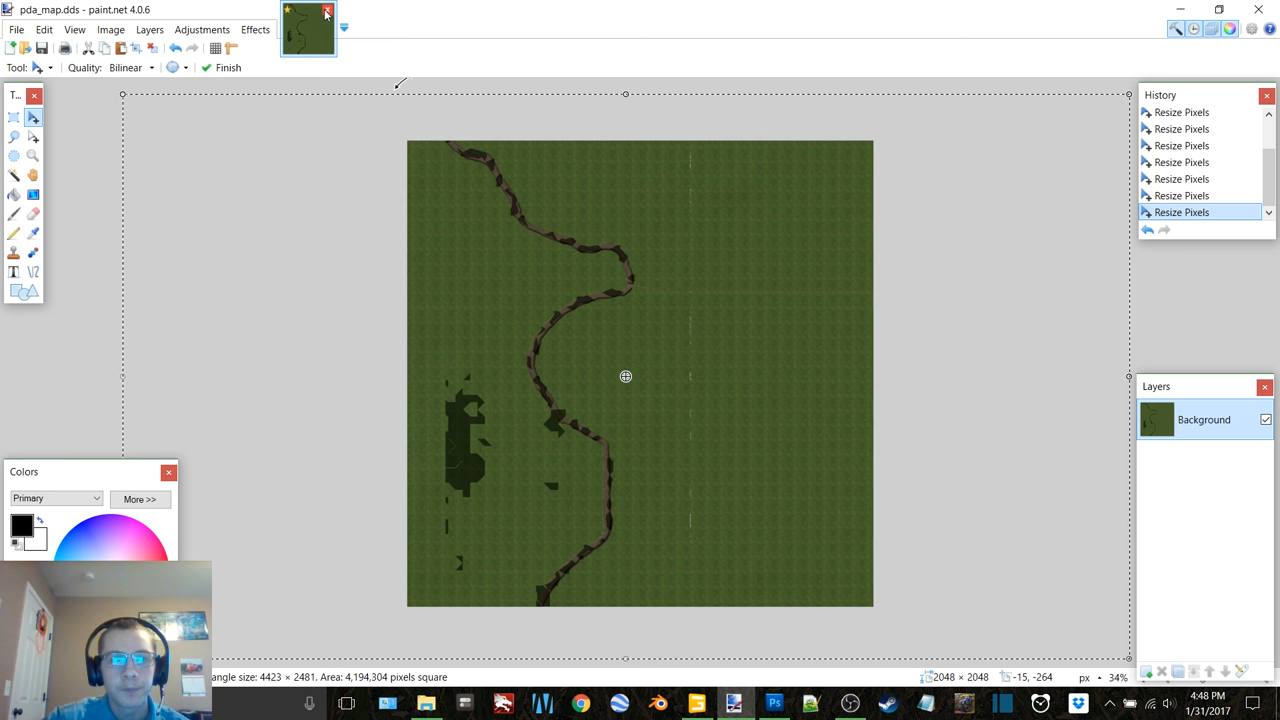 pda_map.dds - paint.net 4.0.6
File Edit View Image Layers Adjustments Effects
Tool: Quality: Bilinear Finish
T...
History
Resize Pixels
Resize Pixels
Resize Pixels
Resize Pixels
Resize Pixels
Resize Pixels
Resize Pixels
Layers
Background
Colors
Primary
More >>
angle size: 4423 × 2481. Area: 4,194,304 pixels square
2048 × 2048
-15, -264
px
34%
4:48 PM
1/31/2017